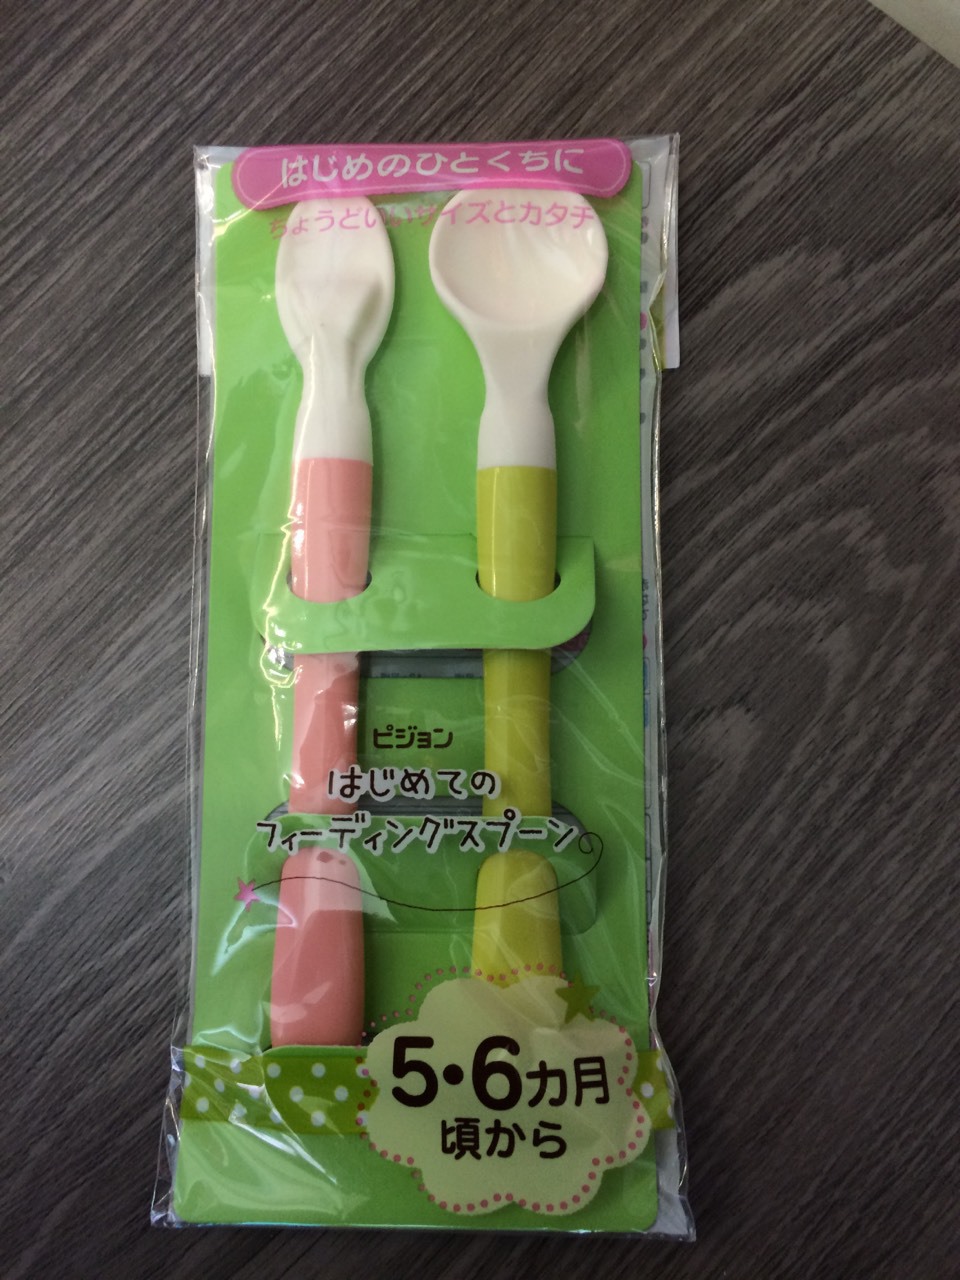 はじめのひとくちに
ちょうどいいサイズとカタチ
ピジョン
はじめての
フィーディングスプーン
5・6カ月
頃から